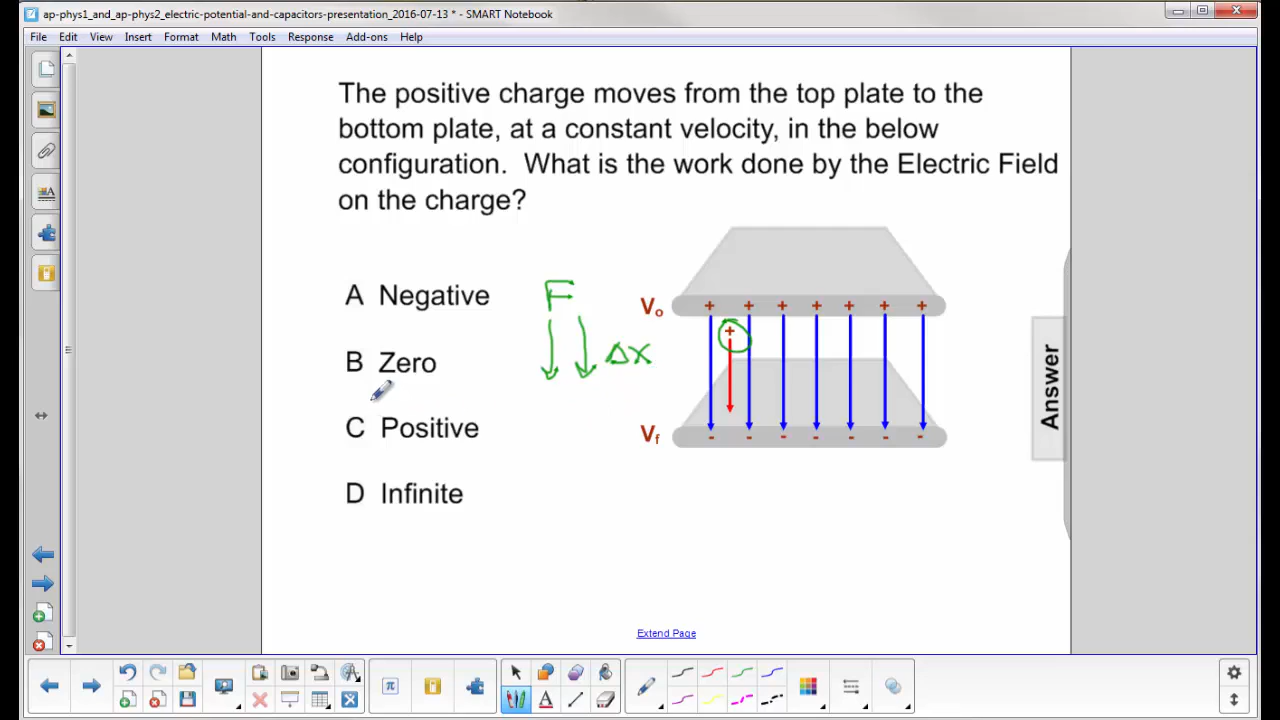 ap-phys1_and_ap-phys2_electric-potential-and-capacitors-presentation_2016-07-13 * - SMART Notebook
File Edit View Insert Format Math Tools Response Add-ons Help
The positive charge moves from the top plate to the
bottom plate, at a constant velocity, in the below
configuration. What is the work done by the Electric Field
on the charge?
A Negative
F
Vo
+ + + + + + +
+
B Zero
Δx
C Positive
Vf
- - - - - - -
D Infinite
Answer
Extend Page
π
A